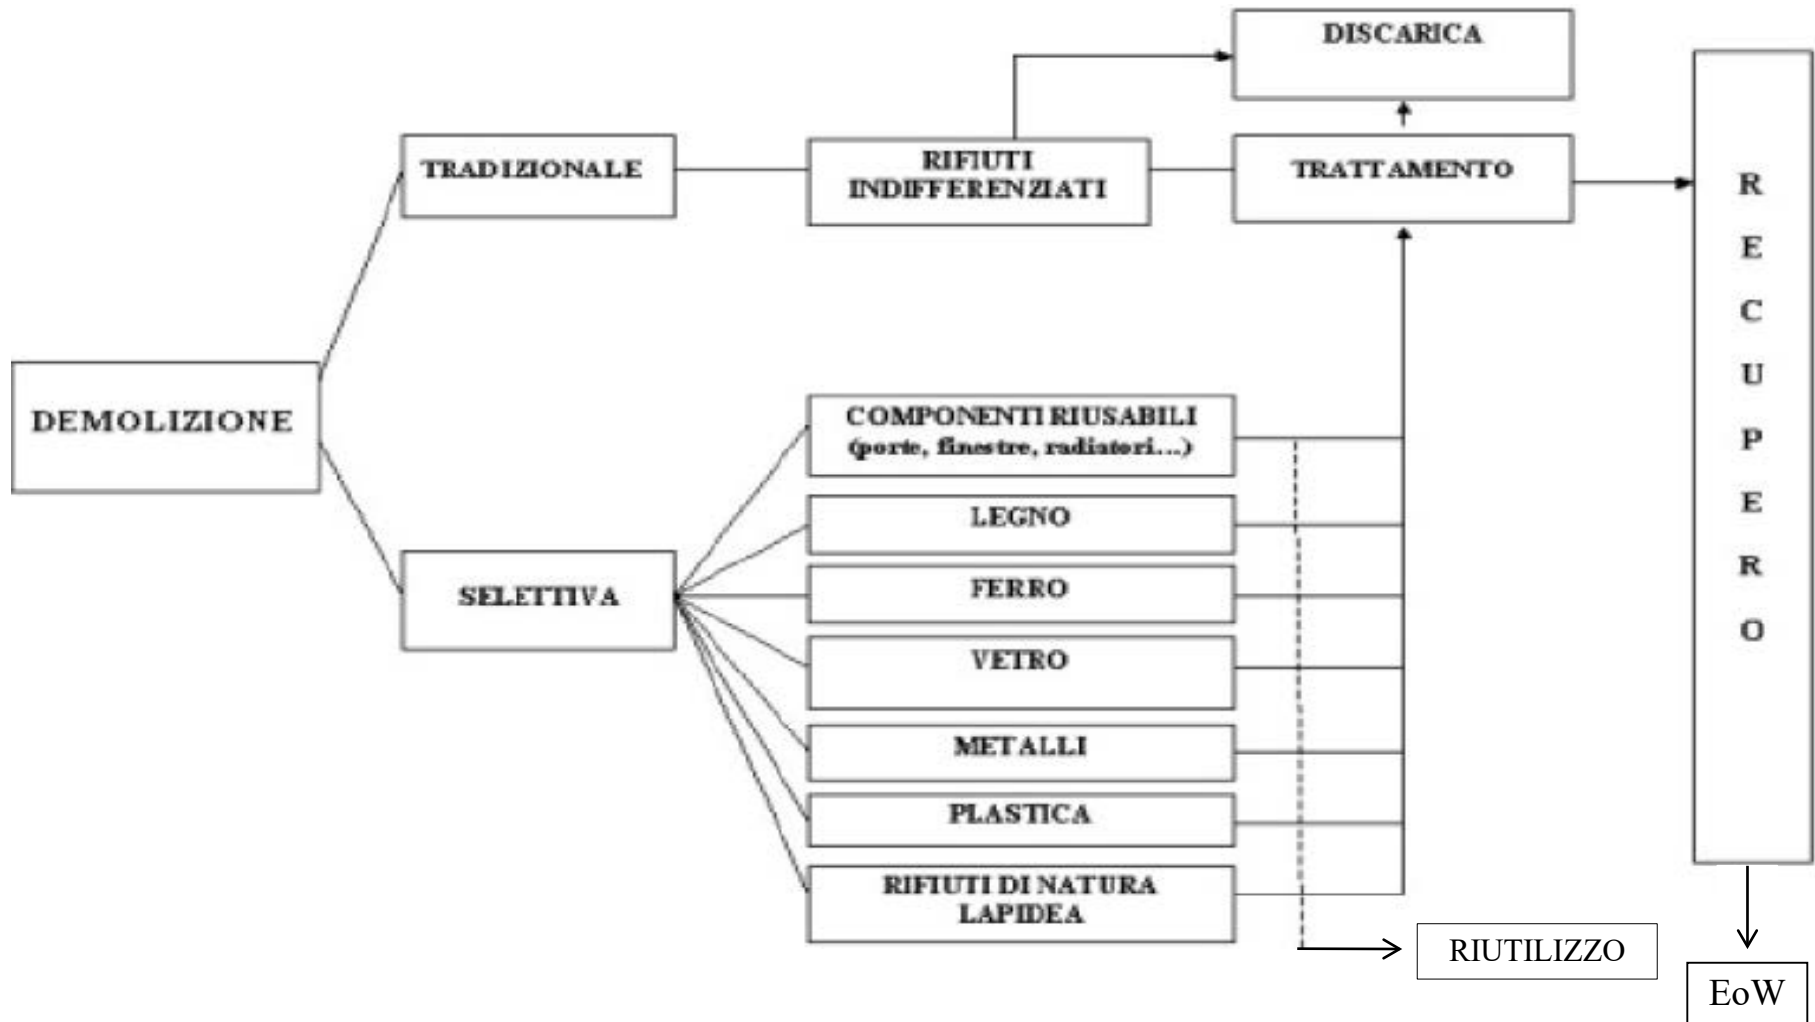 DISCARICA
TRADIZIONALE
RIFIUTI
INDIFFERENZIATI
TRATTAMENTO
R
E
C
U
P
E
R
O
DEMOLIZIONE
COMPONENTI RIUSABILI
(porte, finestre, radiatori...)
LEGNO
SELETTIVA
FERRO
VETRO
METALLI
PLASTICA
RIFIUTI DI NATURA
LAPIDEA
RIUTILIZZO
EoW